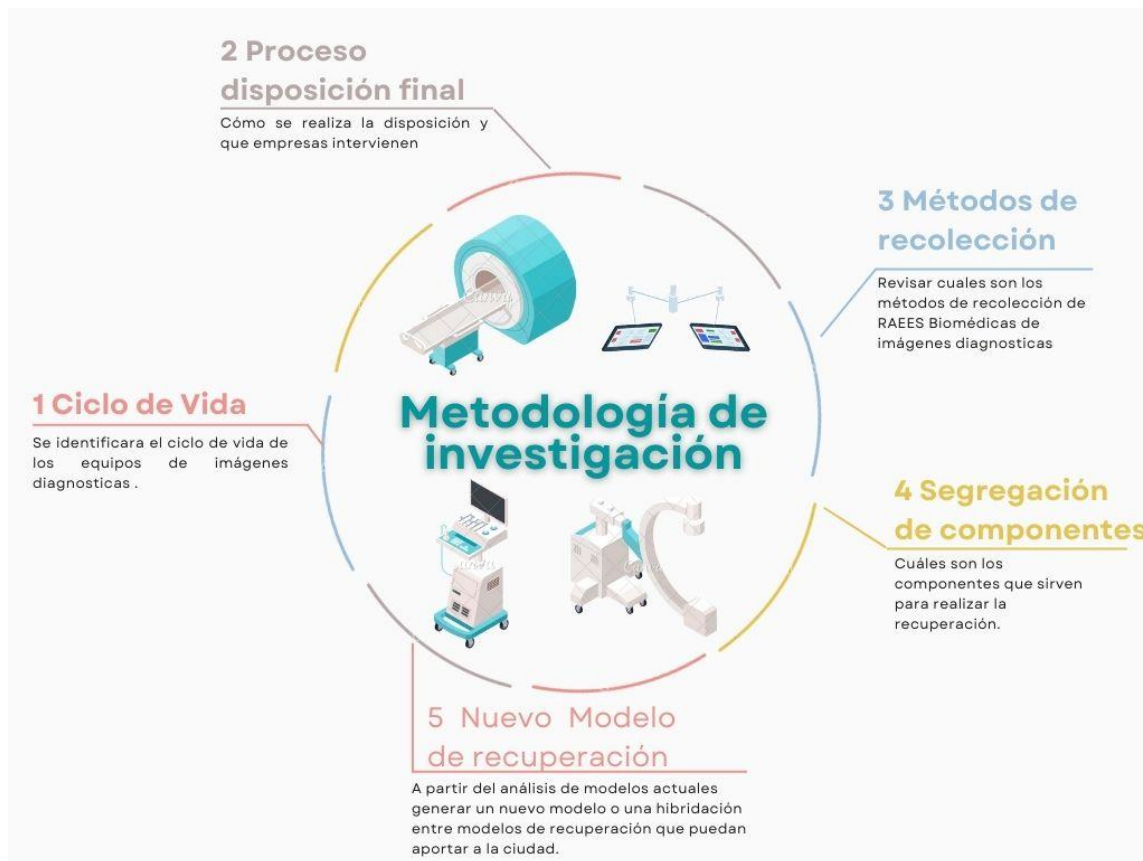 2 Proceso
disposición final
Cómo se realiza la disposición y
que empresas intervienen
3 Métodos de
recolección
Revisar cuales son los
métodos de recolección de
RAEES Biomédicas de
imágenes diagnosticas
1 Ciclo de Vida
Se identificara el ciclo de vida de
los equipos de imágenes
diagnosticas .
Metodología de
investigación
4 Segregación
de componentes
Cuáles son los
componentes que sirven
para realizar la
recuperación.
5 Nuevo Modelo
de recuperación
A partir del análisis de modelos actuales
generar un nuevo modelo o una hibridación
entre modelos de recuperación que puedan
aportar a la ciudad.
Canva
Canva
Canva